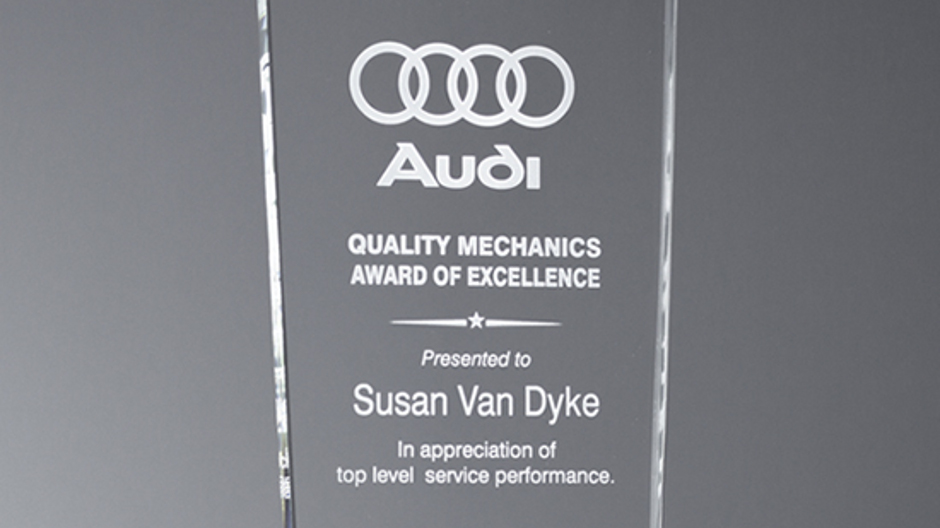 Audi
QUALITY MECHANICS
AWARD OF EXCELLENCE
Presented to
Susan Van Dyke
In appreciation of
top level service performance.